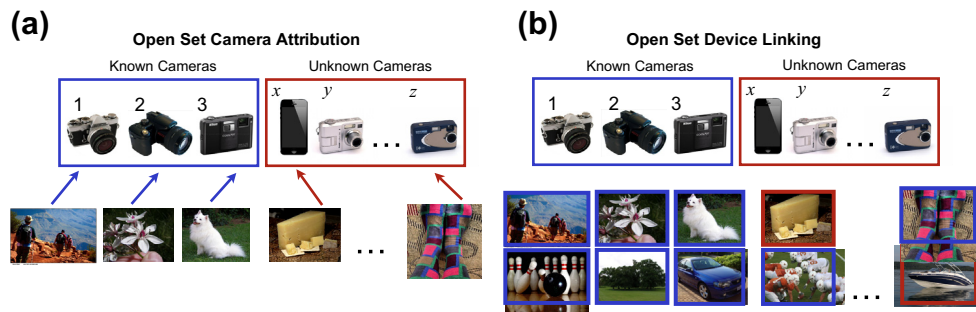 (a)
Open Set Camera Attribution
Known Cameras
Unknown Cameras
1 2 3
x y z
...
...
(b)
Open Set Device Linking
Known Cameras
Unknown Cameras
1 2 3
x y z
...
...